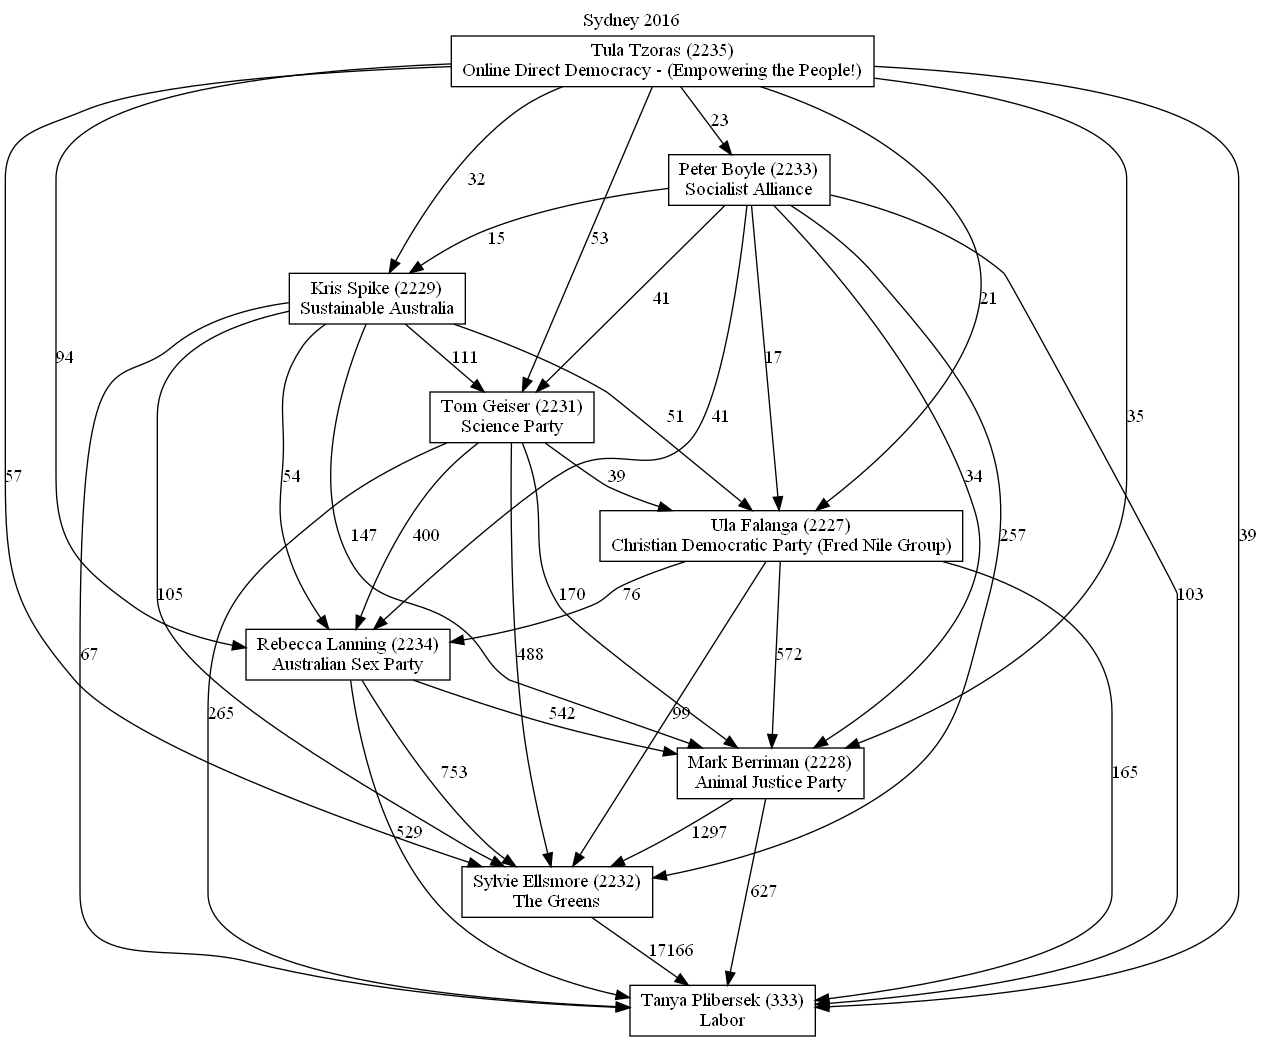 Sydney 2016
Tula Tzoras (2235)
Online Direct Democracy - (Empowering the People!)
23
Peter Boyle (2233)
Socialist Alliance
32
15
53
Kris Spike (2229)
Sustainable Australia
41
21
94
111
17
Tom Geiser (2231)
Science Party
51
41
35
57
54
39
34
147
400
Ula Falanga (2227)
Christian Democratic Party (Fred Nile Group)
257
39
105
170
76
103
67
Rebecca Lanning (2234)
Australian Sex Party
488
572
265
542
99
753
Mark Berriman (2228)
Animal Justice Party
165
529
1297
Sylvie Ellsmore (2232)
The Greens
627
17166
Tanya Plibersek (333)
Labor